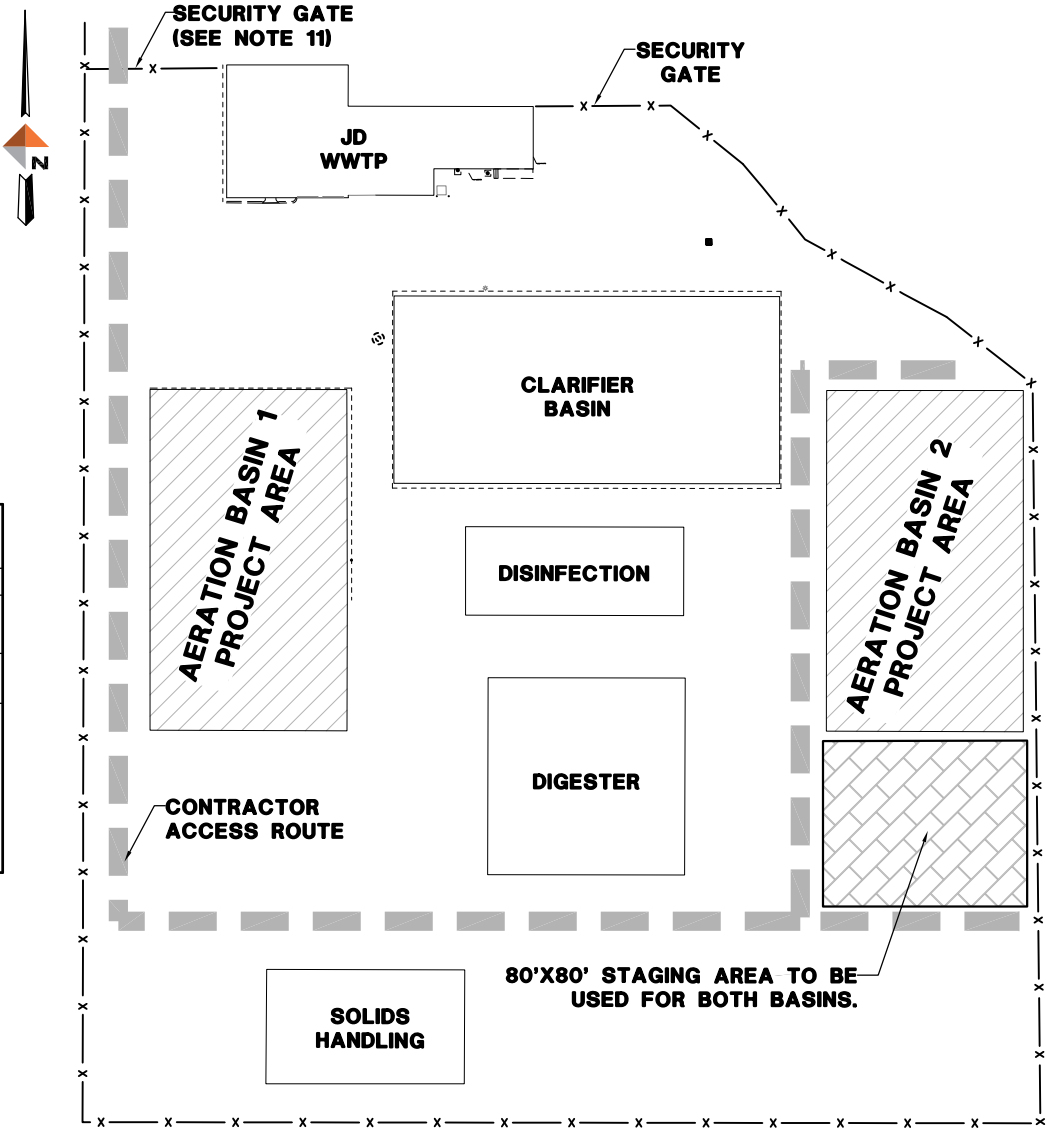 SECURITY GATE
(SEE NOTE 11)
SECURITY
GATE
JD
WWTP
N
CLARIFIER
BASIN
AERATION BASIN 1
PROJECT AREA
AERATION BASIN 2
PROJECT AREA
DISINFECTION
DIGESTER
CONTRACTOR
ACCESS ROUTE
80'X80' STAGING AREA TO BE
USED FOR BOTH BASINS.
SOLIDS
HANDLING